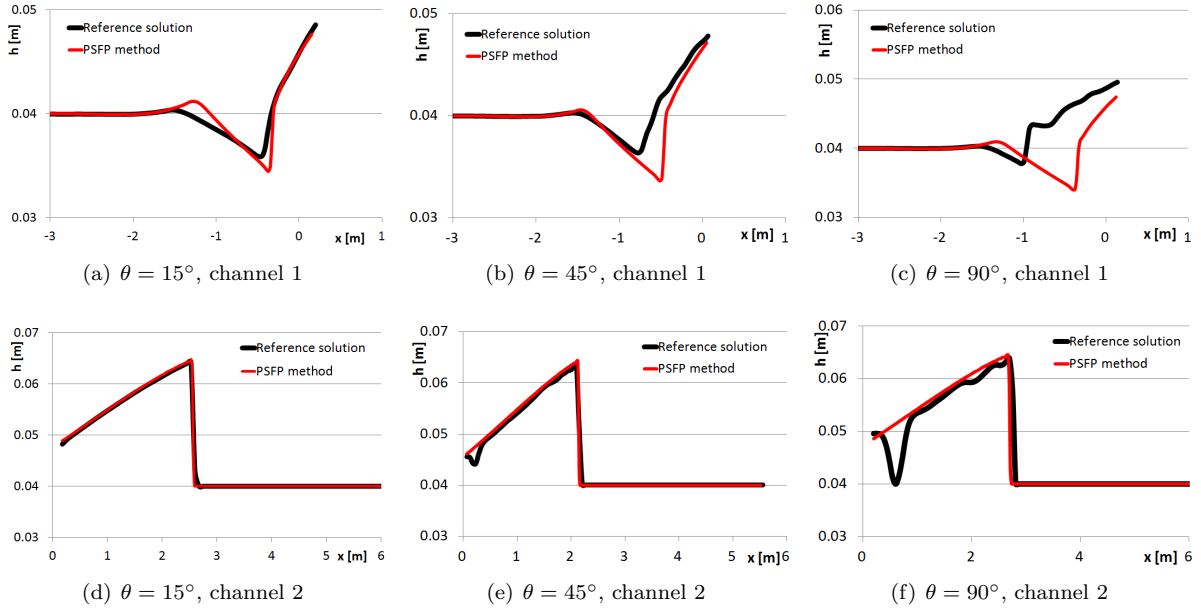 h [m]
0.05
0.04
0.03
Reference solution
PSFP method
-3
-2
-1
0
1
x [m]
(a) θ = 15°, channel 1
h [m]
0.05
0.04
0.03
Reference solution
PSFP method
-3
-2
-1
0
1
x [m]
(b) θ = 45°, channel 1
h [m]
0.06
0.05
0.04
0.03
Reference solution
PSFP method
-3
-2
-1
0
1
x [m]
(c) θ = 90°, channel 1
h [m]
0.07
0.06
0.05
0.04
0.03
Reference solution
PSFP method
0
1
2
3
4
5
6
x [m]
(d) θ = 15°, channel 2
h [m]
0.07
0.06
0.05
0.04
0.03
Reference solution
PSFP method
0
1
2
3
4
5
6
x [m]
(e) θ = 45°, channel 2
h [m]
0.07
0.06
0.05
0.04
0.03
Reference solution
PSFP method
0
2
4
6
x [m]
(f) θ = 90°, channel 2